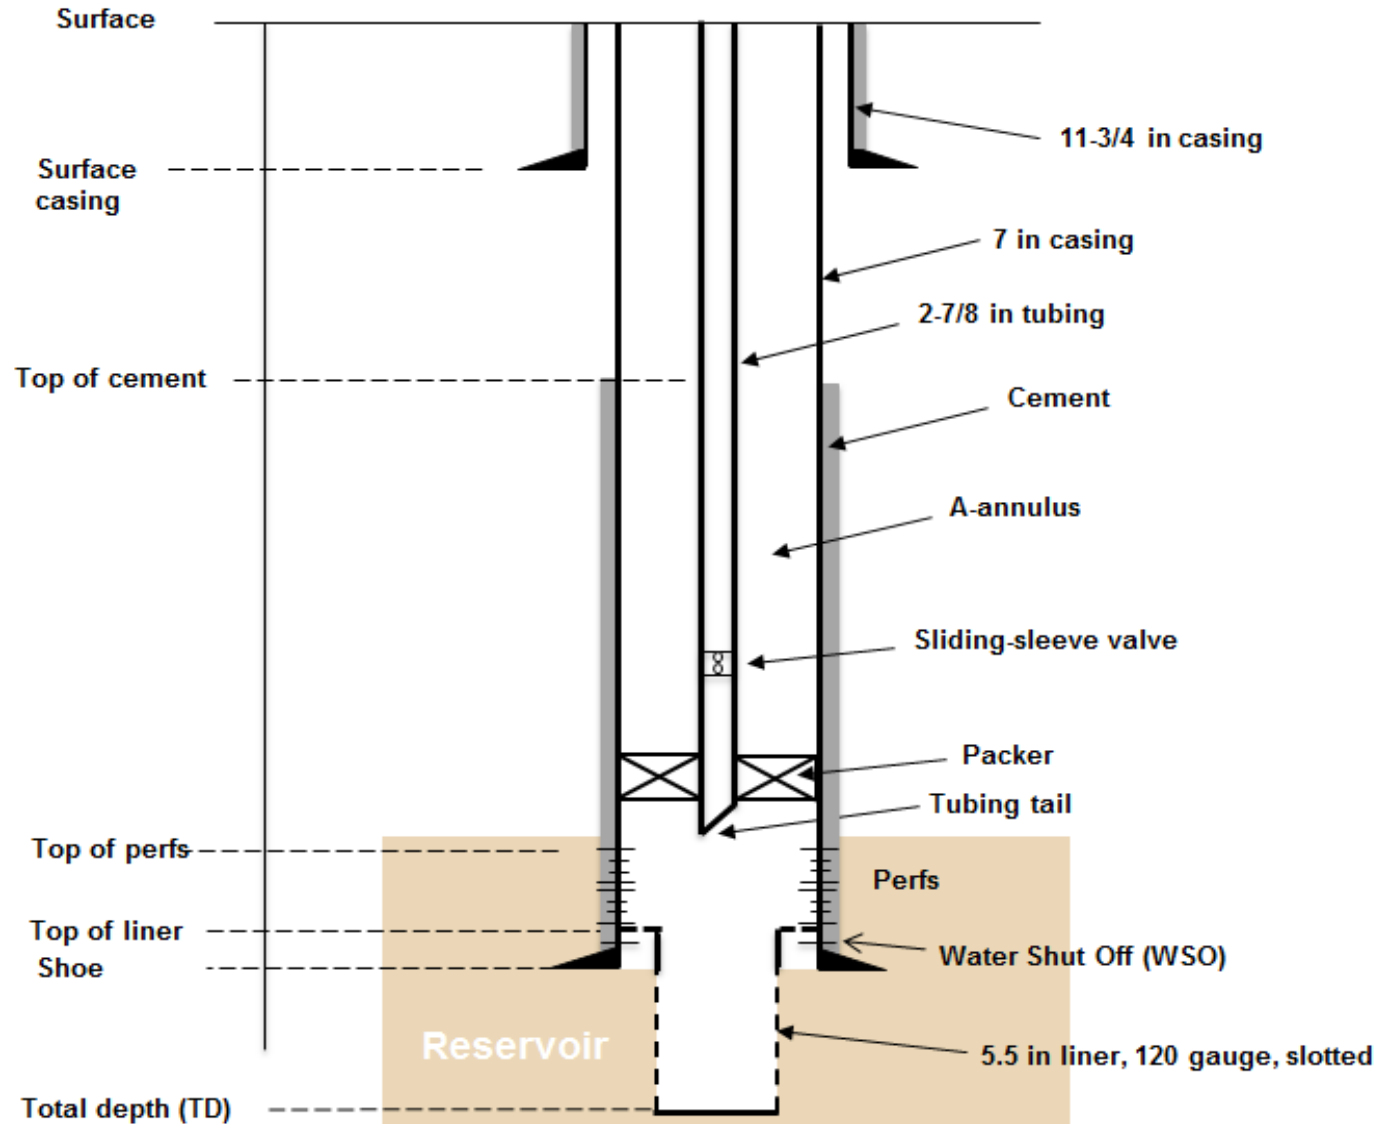 Surface
11-3/4 in casing
Surface
casing
7 in casing
2-7/8 in tubing
Top of cement
Cement
A-annulus
Sliding-sleeve valve
Packer
Tubing tail
Top of perfs
Perfs
Top of liner
Water Shut Off (WSO)
Shoe
Reservoir
5.5 in liner, 120 gauge, slotted
Total depth (TD)